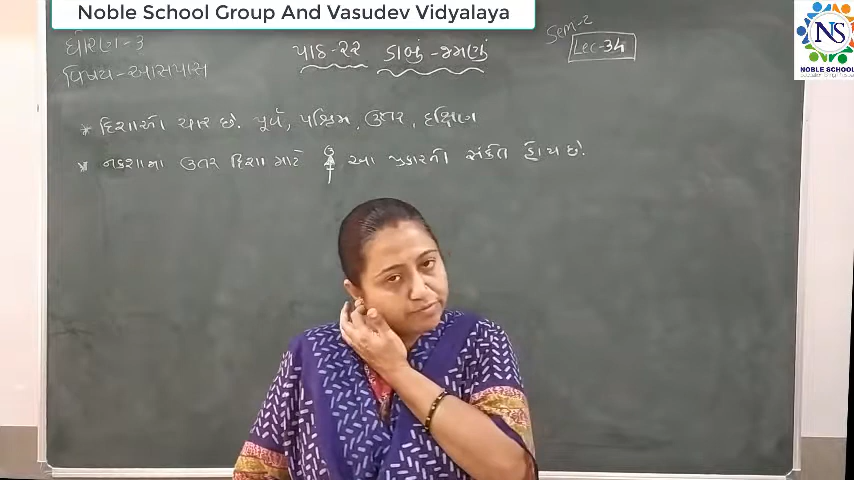 Noble School Group And Vasudev Vidyalaya
ધોરણ-૩
વિષય-આસપાસ
પાઠ-૨૨ ડાબું-જમણું
Sem-2
Lec-34
* દિશાઓ ચાર છે. પૂર્વ, પશ્ચિમ, ઉત્તર, દક્ષિણ
* નકશામાં ઉત્તર દિશા માટે ઉ આ પ્રકારનો સંકેત હોય છે.
NS
NOBLE SCHOOL